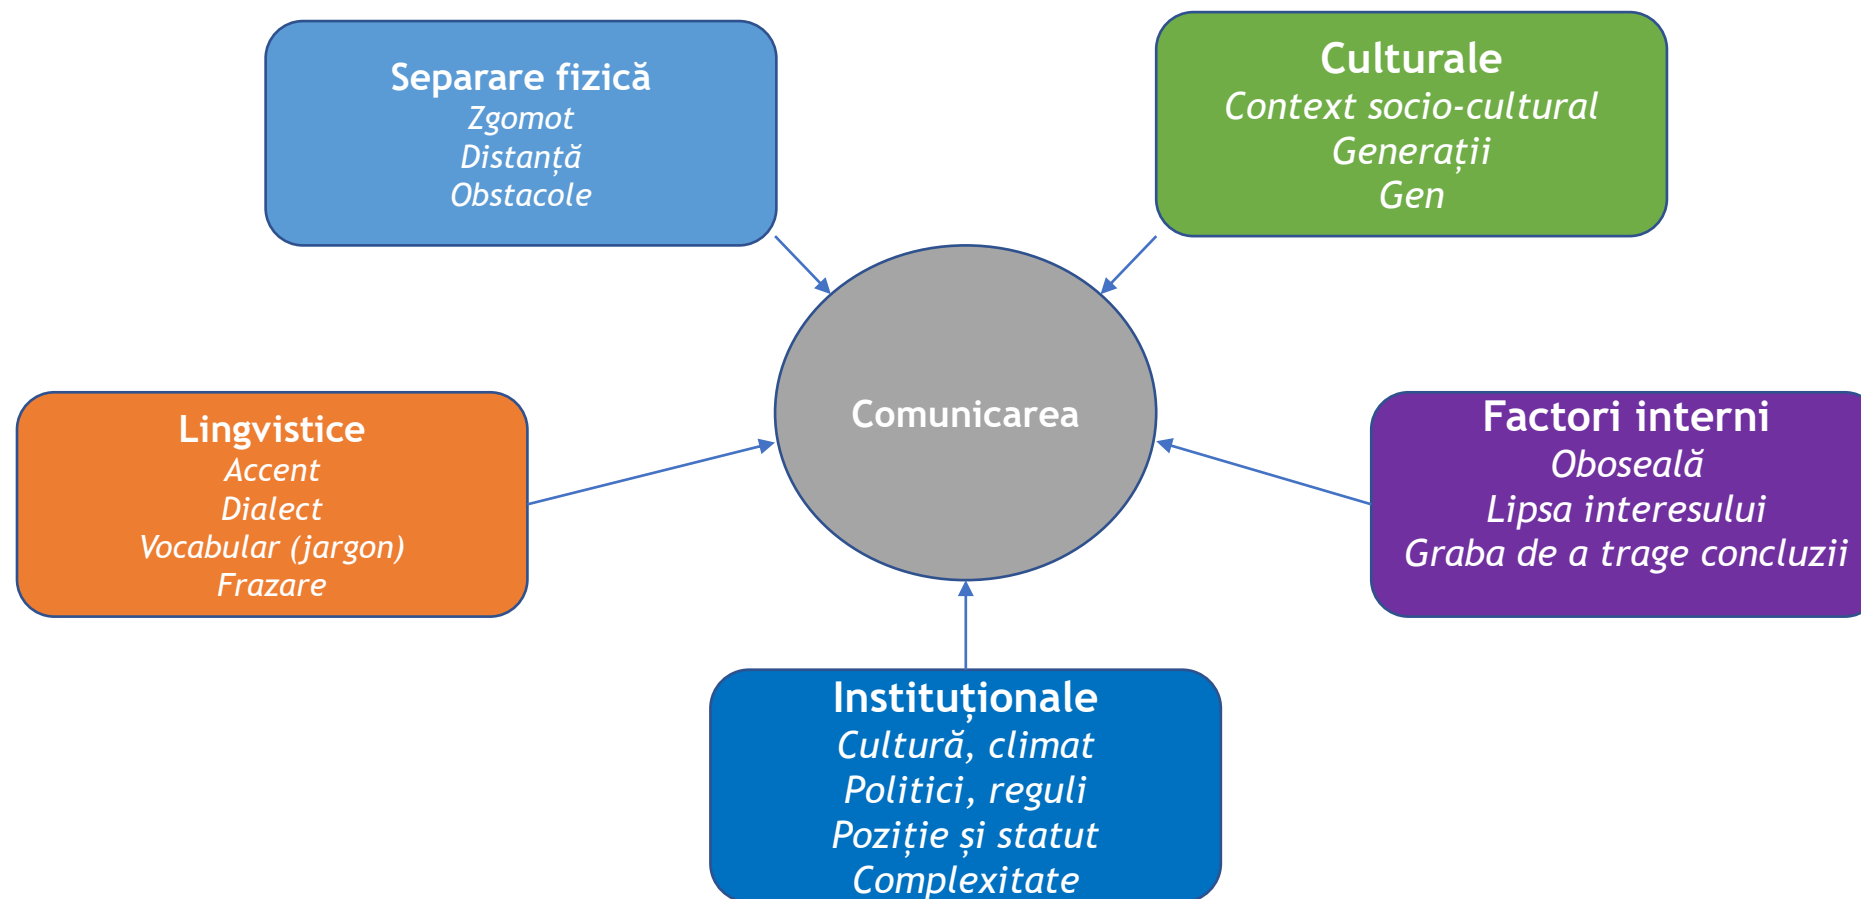 Separare fizică
Zgomot
Distanță
Obstacole
Culturale
Context socio-cultural
Generații
Gen
Comunicarea
Lingvistice
Accent
Dialect
Vocabular (jargon)
Frazare
Factori interni
Oboseală
Lipsa interesului
Graba de a trage concluzii
Instituționale
Cultură, climat
Politici, reguli
Poziție și statut
Complexitate